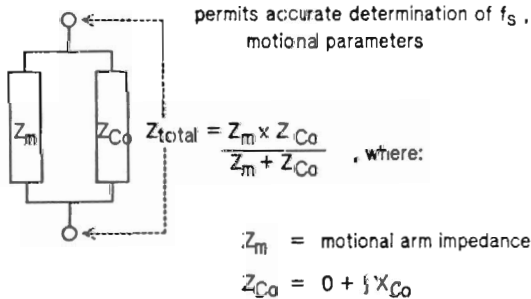 permits accurate determination of fs ,
motional parameters
Zm ZCo Ztotal = Zm x ZCo
Zm + ZCo , where:
Zm = motional arm impedance
ZCo = 0 + jXCo